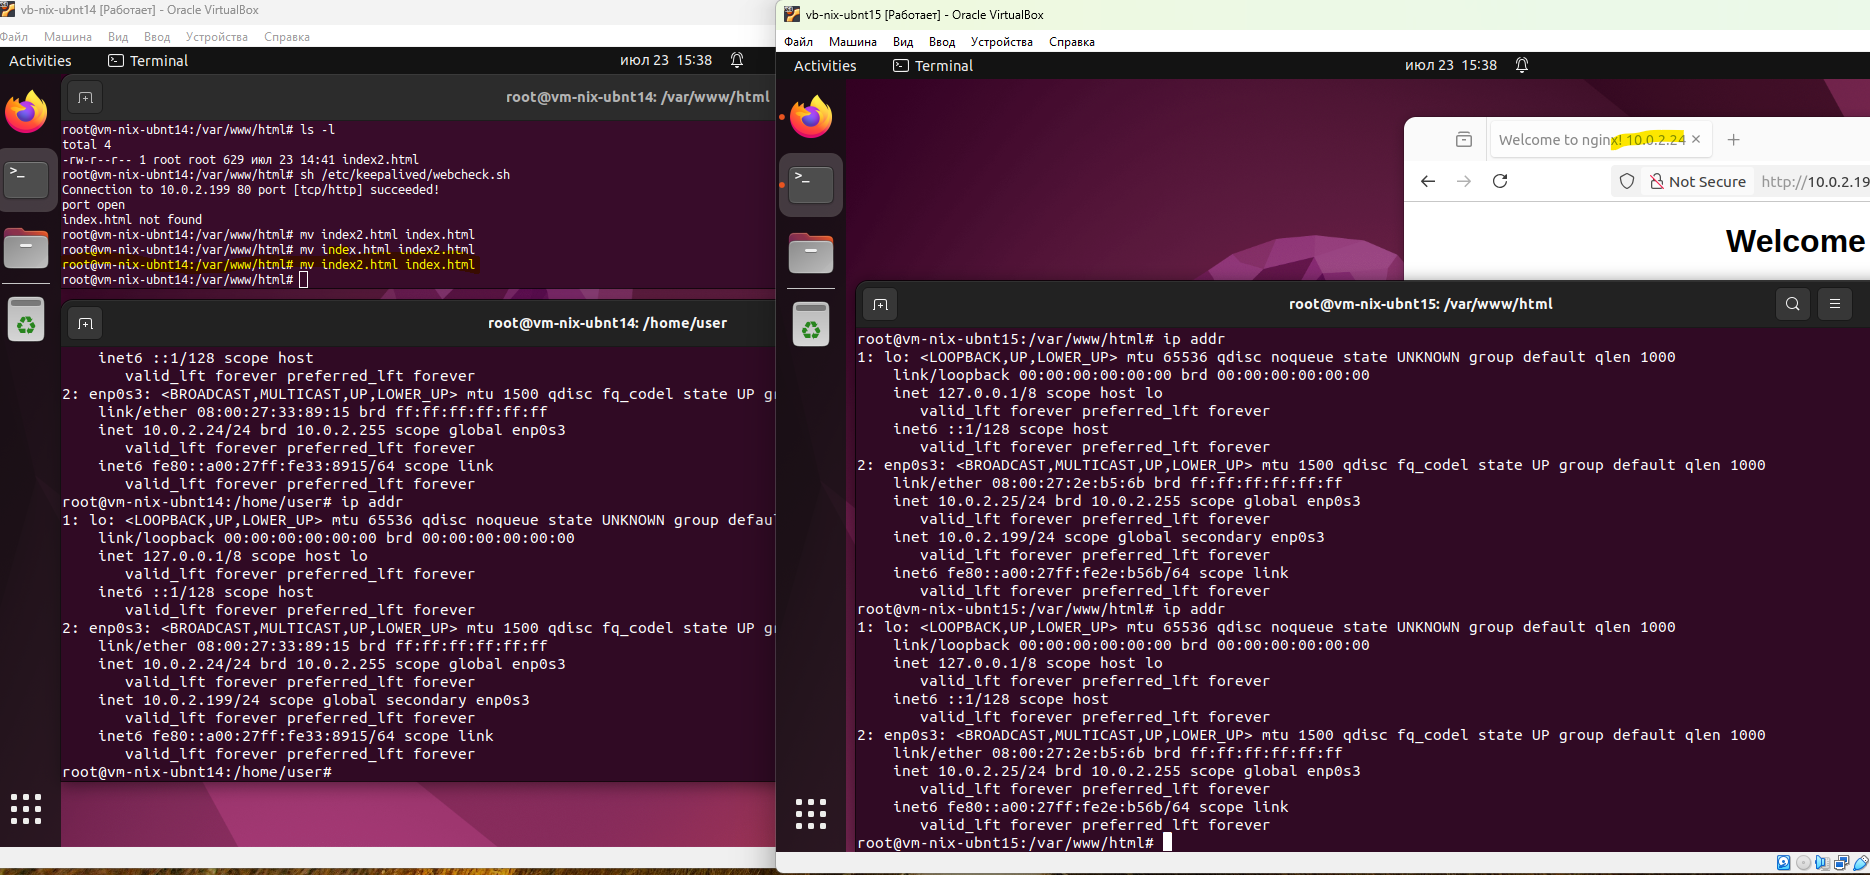 vb-nix-ubnt14 [Работает] - Oracle VirtualBox
Файл Машина Вид Ввод Устройства Справка
Activities Terminal июл 23 15:38
root@vm-nix-ubnt14: /var/www/html
root@vm-nix-ubnt14:/var/www/html# ls -l
total 4
-rw-r--r-- 1 root root 629 июл 23 14:41 index2.html
root@vm-nix-ubnt14:/var/www/html# sh /etc/keepalived/webcheck.sh
Connection to 10.0.2.199 80 port [tcp/http] succeeded!
port open
index.html not found
root@vm-nix-ubnt14:/var/www/html# mv index2.html index.html
root@vm-nix-ubnt14:/var/www/html# mv index.html index2.html
root@vm-nix-ubnt14:/var/www/html# mv index2.html index.html
root@vm-nix-ubnt14:/var/www/html#
root@vm-nix-ubnt14: /home/user
inet6 ::1/128 scope host
valid_lft forever preferred_lft forever
2: enp0s3: <BROADCAST,MULTICAST,UP,LOWER_UP> mtu 1500 qdisc fq_codel state UP gr
link/ether 08:00:27:33:89:15 brd ff:ff:ff:ff:ff:ff
inet 10.0.2.24/24 brd 10.0.2.255 scope global enp0s3
valid_lft forever preferred_lft forever
inet6 fe80::a00:27ff:fe33:8915/64 scope link
valid_lft forever preferred_lft forever
root@vm-nix-ubnt14:/home/user# ip addr
1: lo: <LOOPBACK,UP,LOWER_UP> mtu 65536 qdisc noqueue state UNKNOWN group defaul
link/loopback 00:00:00:00:00:00 brd 00:00:00:00:00:00
inet 127.0.0.1/8 scope host lo
valid_lft forever preferred_lft forever
inet6 ::1/128 scope host
valid_lft forever preferred_lft forever
2: enp0s3: <BROADCAST,MULTICAST,UP,LOWER_UP> mtu 1500 qdisc fq_codel state UP gr
link/ether 08:00:27:33:89:15 brd ff:ff:ff:ff:ff:ff
inet 10.0.2.24/24 brd 10.0.2.255 scope global enp0s3
valid_lft forever preferred_lft forever
inet 10.0.2.199/24 scope global secondary enp0s3
valid_lft forever preferred_lft forever
inet6 fe80::a00:27ff:fe33:8915/64 scope link
valid_lft forever preferred_lft forever
root@vm-nix-ubnt14:/home/user#
vb-nix-ubnt15 [Работает] - Oracle VirtualBox
Файл Машина Вид Ввод Устройства Справка
Activities Terminal июл 23 15:38
Welcome to nginx! 10.0.2.24
Not Secure http://10.0.2.19
Welcome
root@vm-nix-ubnt15: /var/www/html
root@vm-nix-ubnt15:/var/www/html# ip addr
1: lo: <LOOPBACK,UP,LOWER_UP> mtu 65536 qdisc noqueue state UNKNOWN group default qlen 1000
link/loopback 00:00:00:00:00:00 brd 00:00:00:00:00:00
inet 127.0.0.1/8 scope host lo
valid_lft forever preferred_lft forever
inet6 ::1/128 scope host
valid_lft forever preferred_lft forever
2: enp0s3: <BROADCAST,MULTICAST,UP,LOWER_UP> mtu 1500 qdisc fq_codel state UP group default qlen 1000
link/ether 08:00:27:2e:b5:6b brd ff:ff:ff:ff:ff:ff
inet 10.0.2.25/24 brd 10.0.2.255 scope global enp0s3
valid_lft forever preferred_lft forever
inet 10.0.2.199/24 scope global secondary enp0s3
valid_lft forever preferred_lft forever
inet6 fe80::a00:27ff:fe2e:b56b/64 scope link
valid_lft forever preferred_lft forever
root@vm-nix-ubnt15:/var/www/html# ip addr
1: lo: <LOOPBACK,UP,LOWER_UP> mtu 65536 qdisc noqueue state UNKNOWN group default qlen 1000
link/loopback 00:00:00:00:00:00 brd 00:00:00:00:00:00
inet 127.0.0.1/8 scope host lo
valid_lft forever preferred_lft forever
inet6 ::1/128 scope host
valid_lft forever preferred_lft forever
2: enp0s3: <BROADCAST,MULTICAST,UP,LOWER_UP> mtu 1500 qdisc fq_codel state UP group default qlen 1000
link/ether 08:00:27:2e:b5:6b brd ff:ff:ff:ff:ff:ff
inet 10.0.2.25/24 brd 10.0.2.255 scope global enp0s3
valid_lft forever preferred_lft forever
inet6 fe80::a00:27ff:fe2e:b56b/64 scope link
valid_lft forever preferred_lft forever
root@vm-nix-ubnt15:/var/www/html#